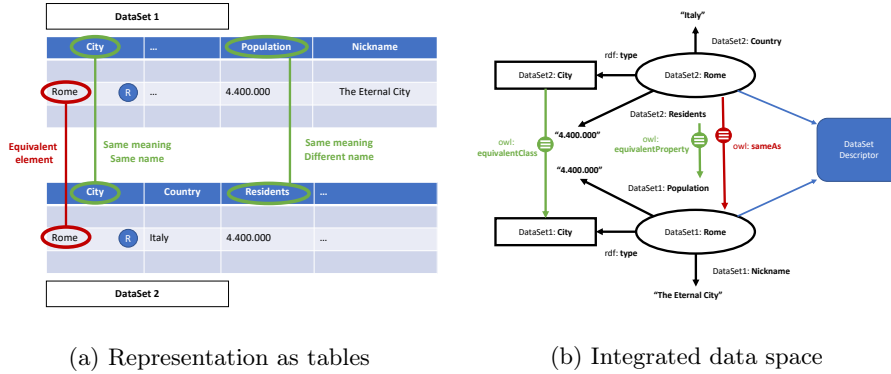 DataSet 1
City … Population Nickname
Rome R … 4.400.000 The Eternal City
Equivalent
element
Same meaning
Same name
Same meaning
Different name
City Country Residents …
Rome R Italy 4.400.000 …
DataSet 2
(a) Representation as tables
“Italy”
DataSet2: Country
rdf: type
DataSet2: City
DataSet2: Rome
DataSet2: Residents
“4.400.000”
owl:
equivalentClass
owl:
equivalentProperty
owl: sameAs
DataSet
Descriptor
“4.400.000”
DataSet1: Population
DataSet1: City
DataSet1: Rome
rdf: type
DataSet1: Nickname
“The Eternal City”
(b) Integrated data space